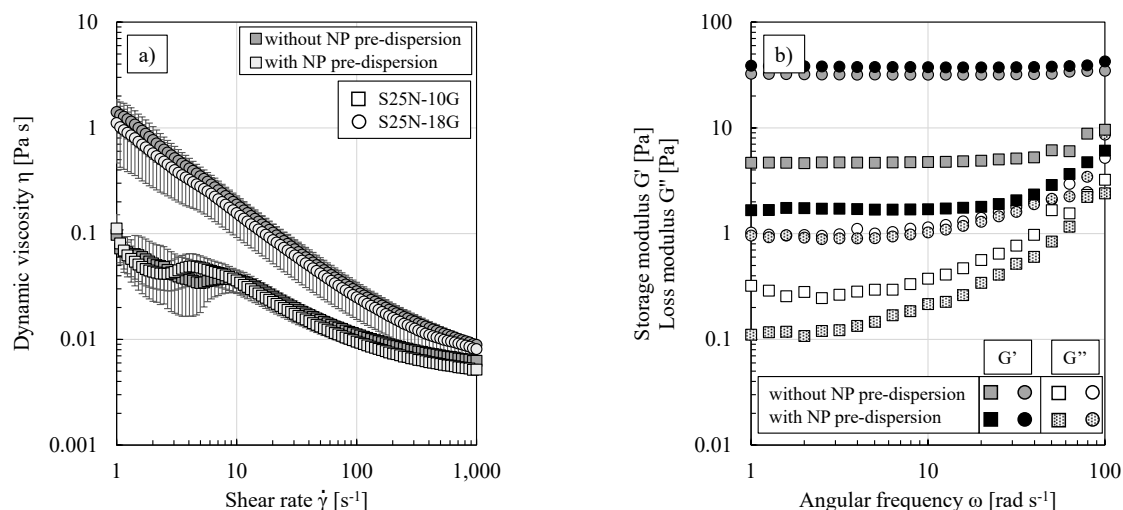 a)
without NP pre-dispersion
with NP pre-dispersion
S25N-10G
S25N-18G
10
1
0.1
0.01
0.001
Dynamic viscosity η [Pa s]
1
10
100
1,000
Shear rate γ̇ [s⁻¹]
b)
100
10
1
0.1
0.01
Storage modulus G' [Pa]
Loss modulus G" [Pa]
G’
G’’
without NP pre-dispersion
with NP pre-dispersion
1
10
100
Angular frequency ω [rad s⁻¹]